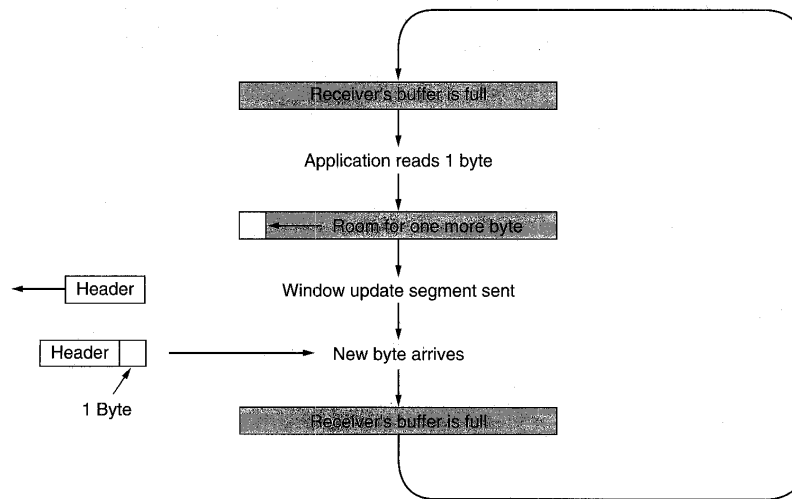 Receiver's buffer is full
Application reads 1 byte
Room for one more byte
Header
Window update segment sent
Header
New byte arrives
1 Byte
Receiver's buffer is full